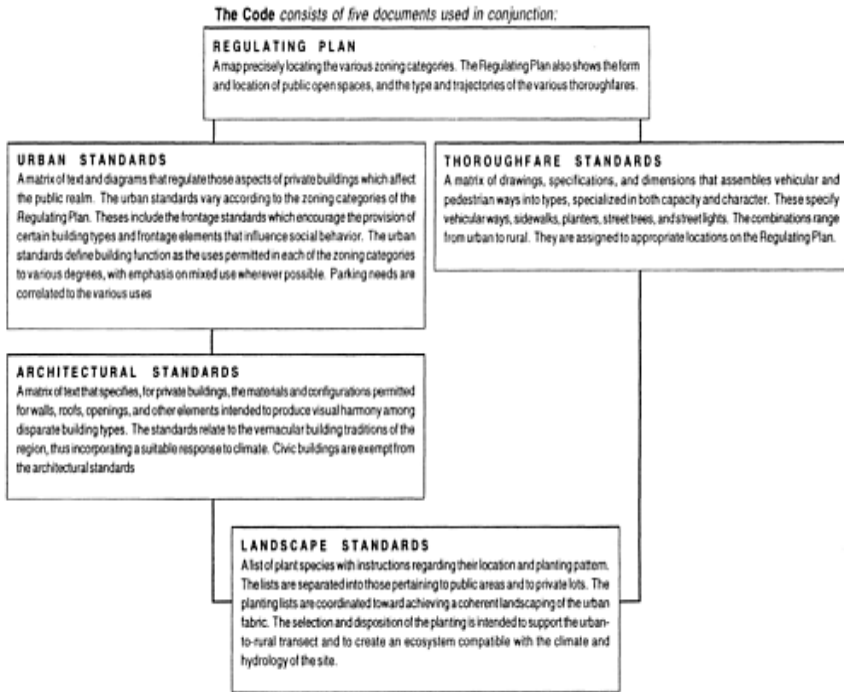 The Code consists of five documents used in conjunction:
REGULATING PLAN
A map precisely locating the various zoning categories. The Regulating Plan also shows the form
and location of public open spaces, and the type and trajectories of the various thoroughfares.
URBAN STANDARDS
A matrix of text and diagrams that regulate those aspects of private buildings which affect
the public realm. The urban standards vary according to the zoning categories of the
Regulating Plan. Theses include the frontage standards which encourage the provision of
certain building types and frontage elements that influence social behavior. The urban
standards define building function as the uses permitted in each of the zoning categories
to various degrees, with emphasis on mixed use wherever possible. Parking needs are
correlated to the various uses
THOROUGHFARE STANDARDS
A matrix of drawings, specifications, and dimensions that assembles vehicular and
pedestrian ways into types, specialized in both capacity and character. These specify
vehicular ways, sidewalks, planters, street trees, and street lights. The combinations range
from urban to rural. They are assigned to appropriate locations on the Regulating Plan.
ARCHITECTURAL STANDARDS
A matrix of text that specifies, for private buildings, the materials and configurations permitted
for walls, roofs, openings, and other elements intended to produce visual harmony among
disparate building types. The standards relate to the vernacular building traditions of the
region, thus incorporating a suitable response to climate. Civic buildings are exempt from
the architectural standards
LANDSCAPE STANDARDS
A list of plant species with instructions regarding their location and planting pattern.
The lists are separated into those pertaining to public areas and to private lots. The
planting lists are coordinated toward achieving a coherent landscaping of the urban
fabric. The selection and disposition of the planting is intended to support the urban-
to-rural transect and to create an ecosystem compatible with the climate and
hydrology of the site.